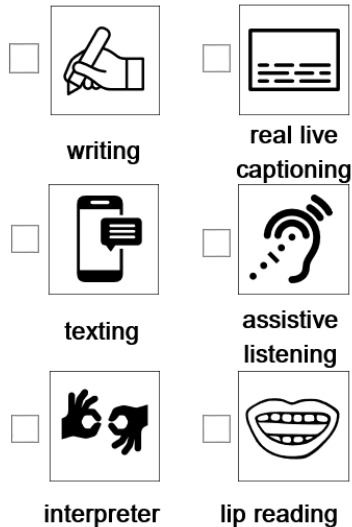 writing
real live
captioning
texting
assistive
listening
interpreter
lip reading